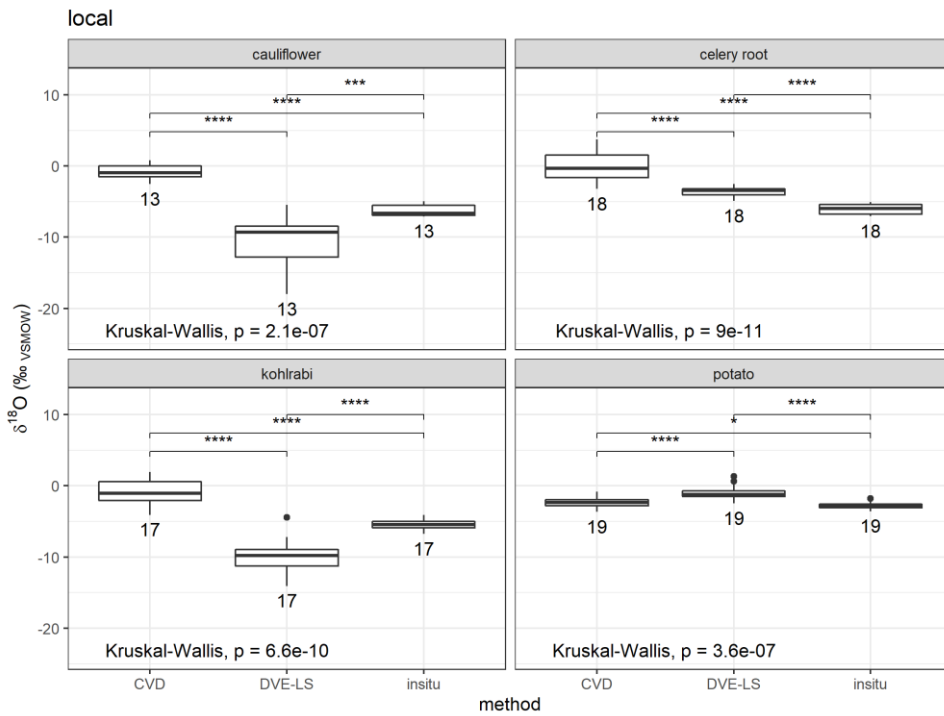 local
cauliflower
celery root
***
****
****
****
****
****
10
0
-10
-20
13
13
13
18
18
18
Kruskal-Wallis, p = 2.1e-07
Kruskal-Wallis, p = 9e-11
kohlrabi
potato
****
****
****
****
*
****
10
0
-10
-20
17
17
17
19
19
19
Kruskal-Wallis, p = 6.6e-10
Kruskal-Wallis, p = 3.6e-07
CVD
DVE-LS
insitu
CVD
DVE-LS
insitu
method
δ¹⁸O (‰ VSMOW)